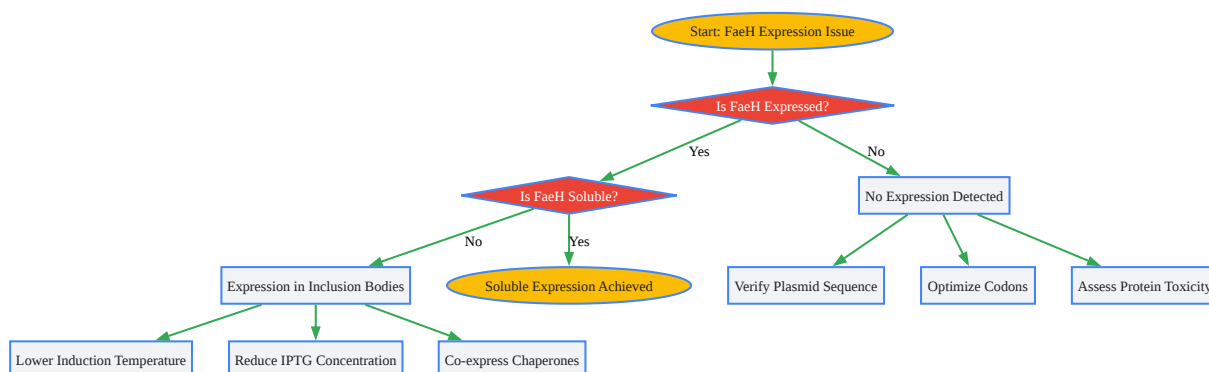 Start: FaeH Expression Issue
Is FaeH Expressed?
Yes
No
Is FaeH Soluble?
No Expression Detected
No
Yes
Expression in Inclusion Bodies
Soluble Expression Achieved
Verify Plasmid Sequence
Optimize Codons
Assess Protein Toxicity
Lower Induction Temperature
Reduce IPTG Concentration
Co-express Chaperones